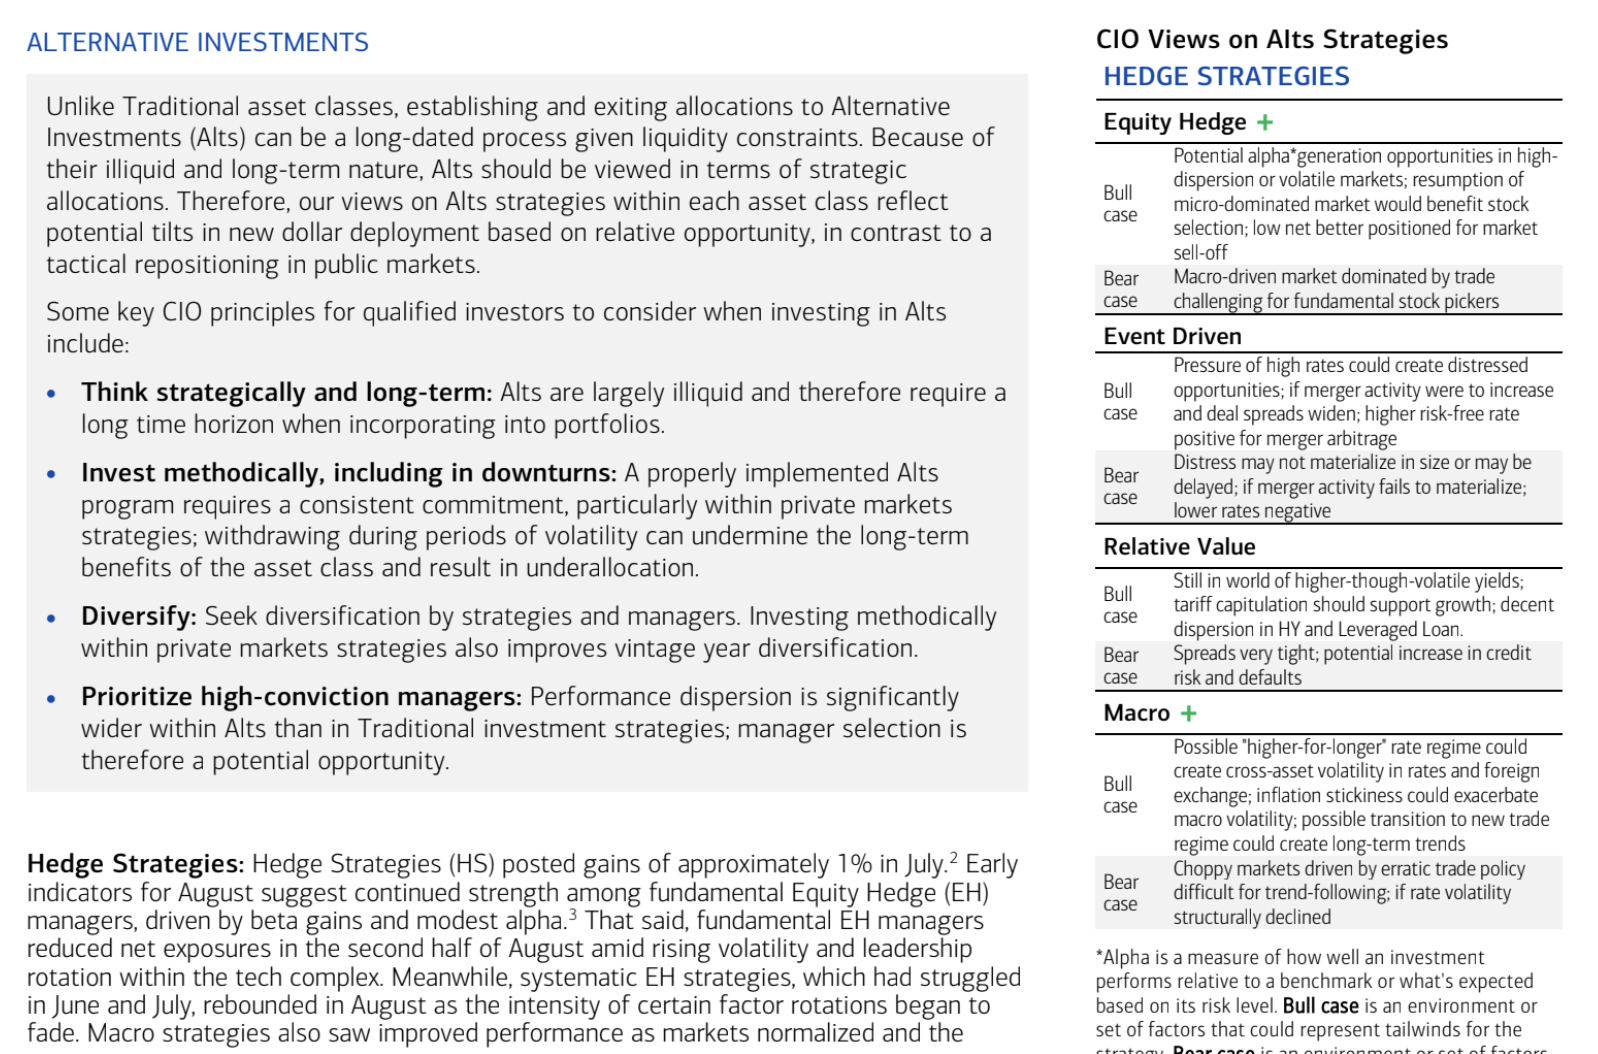 ALTERNATIVE INVESTMENTS
Unlike Traditional asset classes, establishing and exiting allocations to Alternative
Investments (Alts) can be a long-dated process given liquidity constraints. Because of
their illiquid and long-term nature, Alts should be viewed in terms of strategic
allocations. Therefore, our views on Alts strategies within each asset class reflect
potential tilts in new dollar deployment based on relative opportunity, in contrast to a
tactical repositioning in public markets.
Some key CIO principles for qualified investors to consider when investing in Alts
include:
• Think strategically and long-term: Alts are largely illiquid and therefore require a
long time horizon when incorporating into portfolios.
• Invest methodically, including in downturns: A properly implemented Alts
program requires a consistent commitment, particularly within private markets
strategies; withdrawing during periods of volatility can undermine the long-term
benefits of the asset class and result in underallocation.
• Diversify: Seek diversification by strategies and managers. Investing methodically
within private markets strategies also improves vintage year diversification.
• Prioritize high-conviction managers: Performance dispersion is significantly
wider within Alts than in Traditional investment strategies; manager selection is
therefore a potential opportunity.
Hedge Strategies: Hedge Strategies (HS) posted gains of approximately 1% in July.² Early
indicators for August suggest continued strength among fundamental Equity Hedge (EH)
managers, driven by beta gains and modest alpha.³ That said, fundamental EH managers
reduced net exposures in the second half of August amid rising volatility and leadership
rotation within the tech complex. Meanwhile, systematic EH strategies, which had struggled
in June and July, rebounded in August as the intensity of certain factor rotations began to
fade. Macro strategies also saw improved performance as markets normalized and the
CIO Views on Alts Strategies
HEDGE STRATEGIES
Equity Hedge +
Bull
case
Potential alpha*generation opportunities in high-
dispersion or volatile markets; resumption of
micro-dominated market would benefit stock
selection; low net better positioned for market
sell-off
Bear
case
Macro-driven market dominated by trade
challenging for fundamental stock pickers
Event Driven
Bull
case
Pressure of high rates could create distressed
opportunities; if merger activity were to increase
and deal spreads widen; higher risk-free rate
positive for merger arbitrage
Bear
case
Distress may not materialize in size or may be
delayed; if merger activity fails to materialize;
lower rates negative
Relative Value
Bull
case
Still in world of higher-though-volatile yields;
tariff capitulation should support growth; decent
dispersion in HY and Leveraged Loan.
Bear
case
Spreads very tight; potential increase in credit
risk and defaults
Macro +
Bull
case
Possible "higher-for-longer" rate regime could
create cross-asset volatility in rates and foreign
exchange; inflation stickiness could exacerbate
macro volatility; possible transition to new trade
regime could create long-term trends
Bear
case
Choppy markets driven by erratic trade policy
difficult for trend-following; if rate volatility
structurally declined
*Alpha is a measure of how well an investment
performs relative to a benchmark or what's expected
based on its risk level. Bull case is an environment or
set of factors that could represent tailwinds for the
strategy. Bear case is an environment or set of factors